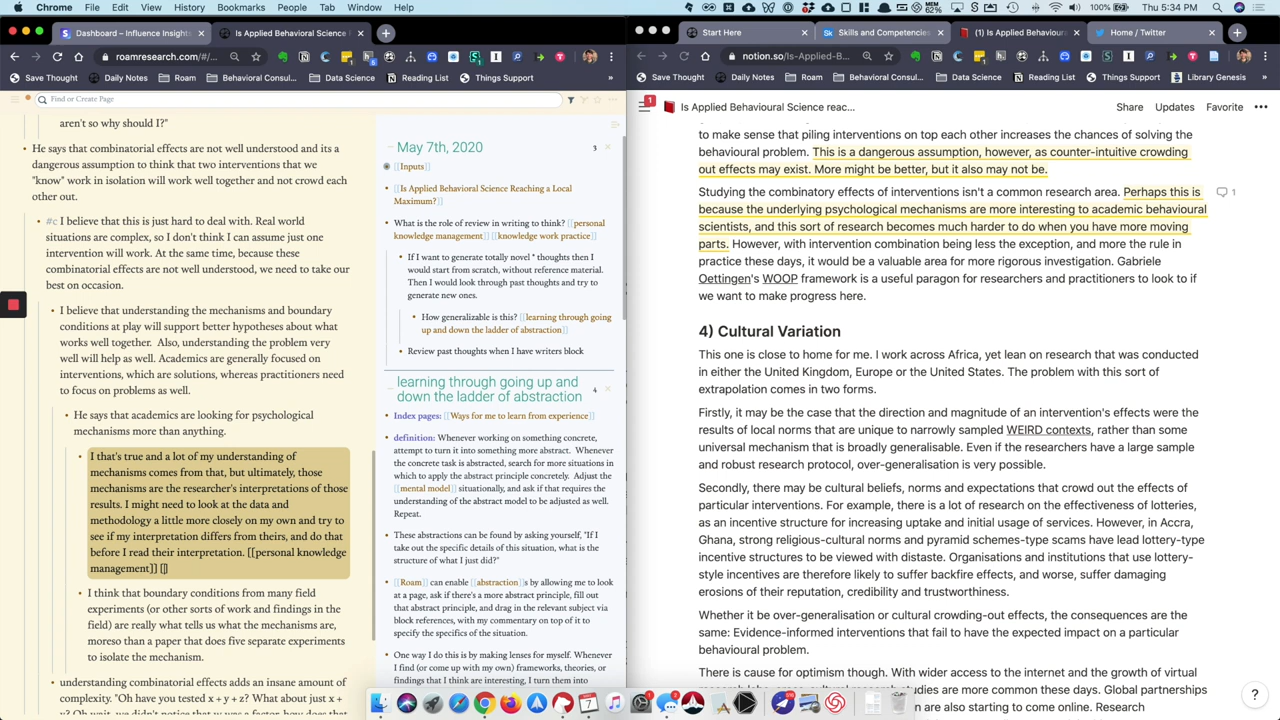 Chrome File Edit View History Bookmarks People Tab Window Help
MEM
62%
Thu 5:34 PM
Dashboard – Influence Insights
Is Applied Behavioural Science
roamresearch.com/#/...
Save Thought Daily Notes Roam Behavioral Consul... Data Science Reading List Things Support »
Find or Create Page
aren't so why should I?"
He says that combinatorial effects are not well understood and its a
dangerous assumption to think that two interventions that we
"know" work in isolation will work well together and not crowd each
other out.
#c I believe that this is just hard to deal with. Real world
situations are complex, so I don't think I can assume just one
intervention will work. At the same time, because these
combinatorial effects are not well understood, we need to take our
best on occasion.
I believe that understanding the mechanisms and boundary
conditions at play will support better hypotheses about what
works well together. Also, understanding the problem very
well will help as well. Academics are generally focused on
interventions, which are solutions, whereas practitioners need
to focus on problems as well.
He says that academics are looking for psychological
mechanisms more than anything.
I that's true and a lot of my understanding of
mechanisms comes from that, but ultimately, those
mechanisms are the researcher's interpretations of those
results. I might need to look at the data and
methodology a little more closely on my own and try to
see if my interpretation differs from theirs, and do that
before I read their interpretation. [[personal knowledge
management]] []
I think that boundary conditions from many field
experiments (or other sorts of work and findings in the
field) are really what tells us what the mechanisms are,
moreso than a paper that does five separate experiments
to isolate the mechanism.
understanding combinatorial effects adds an insane amount of
complexity. "Oh have you tested x + y + z? What about just x +
May 7th, 2020
3
[[Inputs]]
[[Is Applied Behavioral Science Reaching a Local
Maximum?]]
What is the role of review in writing to think? [[personal
knowledge management]] [[knowledge work practice]]
If I want to generate totally novel * thoughts then I
would start from scratch, without reference material.
Then I would look through past thoughts and try to
generate new ones.
How generalizable is this? [[learning through going
up and down the ladder of abstraction]]
Review past thoughts when I have writers block
learning through going up and
down the ladder of abstraction
4
Index pages: [[Ways for me to learn from experience]]
definition: Whenever working on something concrete,
attempt to turn it into something more abstract. Whenever
the concrete task is abstracted, search for more situations in
which to apply the abstract principle concretely. Adjust the
[[mental model]] situationally, and ask if that requires the
understanding of the abstract model to be adjusted as well.
Repeat.
These abstractions can be found by asking yourself, "If I
take out the specific details of this situation, what is the
structure of what I just did?"
[[Roam]] can enable [[abstraction]]s by allowing me to look
at a page, ask if there's a more abstract principle, fill out
that abstract principle, and drag in the relevant subject via
block references, with my commentary on top of it to
specify the specifics of the situation.
One way I do this is by making lenses for myself. Whenever
I find (or come up with my own) frameworks, theories, or
findings that I think are interesting, I turn them into
Start Here
Skills and Competencies
(1) Is Applied Behavioural
Home / Twitter
notion.so/Is-Applied-B...
Save Thought Daily Notes Roam Behavioral Consul... Data Science Reading List Things Support Library Genesis »
1
Is Applied Behavioural Science reac...
Share Updates Favorite
to make sense that piling interventions on top each other increases the chances of solving the
behavioural problem. This is a dangerous assumption, however, as counter-intuitive crowding
out effects may exist. More might be better, but it also may not be.
Studying the combinatory effects of interventions isn't a common research area. Perhaps this is
1
because the underlying psychological mechanisms are more interesting to academic behavioural
scientists, and this sort of research becomes much harder to do when you have more moving
parts. However, with intervention combination being less the exception, and more the rule in
practice these days, it would be a valuable area for more rigorous investigation. Gabriele
Oettingen's WOOP framework is a useful paragon for researchers and practitioners to look to if
we want to make progress here.
4) Cultural Variation
This one is close to home for me. I work across Africa, yet lean on research that was conducted
in either the United Kingdom, Europe or the United States. The problem with this sort of
extrapolation comes in two forms.
Firstly, it may be the case that the direction and magnitude of an intervention's effects were the
results of local norms that are unique to narrowly sampled WEIRD contexts, rather than some
universal mechanism that is broadly generalisable. Even if the researchers have a large sample
and robust research protocol, over-generalisation is very possible.
Secondly, there may be cultural beliefs, norms and expectations that crowd out the effects of
particular interventions. For example, there is a lot of research on the effectiveness of lotteries,
as an incentive structure for increasing uptake and initial usage of services. However, in Accra,
Ghana, strong religious-cultural norms and pyramid schemes-type scams have lead lottery-type
incentive structures to be viewed with distaste. Organisations and institutions that use lottery-
style incentives are therefore likely to suffer backfire effects, and worse, suffer damaging
erosions of their reputation, credibility and trustworthiness.
Whether it be over-generalisation or cultural crowding-out effects, the consequences are the
same: Evidence-informed interventions that fail to have the expected impact on a particular
behavioural problem.
There is cause for optimism though. With wider access to the internet and the growth of virtual
studies are more common these days. Global partnerships
are also starting to come online. Research